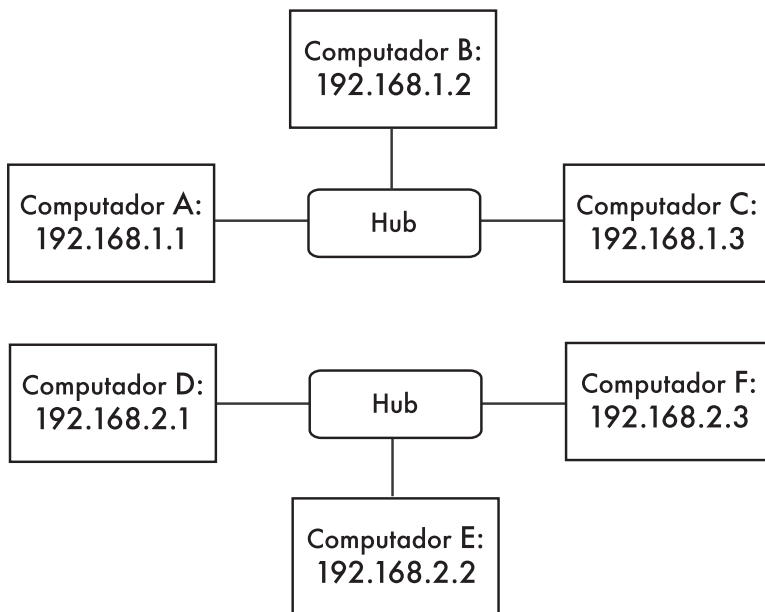 Computador B:
192.168.1.2
Computador A:
192.168.1.1
Hub
Computador C:
192.168.1.3
Computador D:
192.168.2.1
Hub
Computador F:
192.168.2.3
Computador E:
192.168.2.2